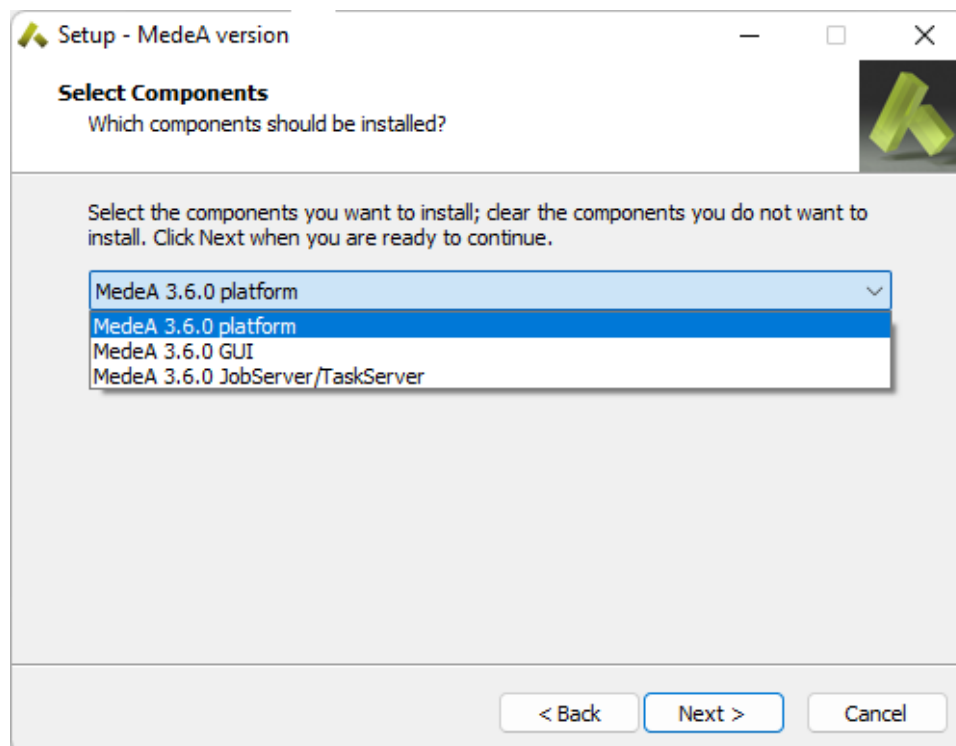 Setup - MedeA version
Select Components
Which components should be installed?
Select the components you want to install; clear the components you do not want to
install. Click Next when you are ready to continue.
MedeA 3.6.0 platform
MedeA 3.6.0 platform
MedeA 3.6.0 GUI
MedeA 3.6.0 JobServer/TaskServer
< Back Next > Cancel